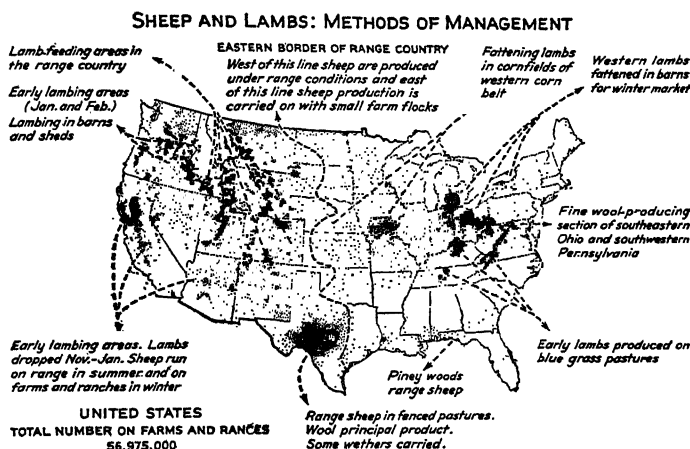 SHEEP AND LAMBS: METHODS OF MANAGEMENT
Lamb-feeding areas in
the range country
Early lambing areas
(Jan. and Feb.)
Lambing in barns
and sheds
EASTERN BORDER OF RANGE COUNTRY
West of this line sheep are produced
under range conditions and east
of this line sheep production is
carried on with small farm flocks
Fattening lambs
in cornfields of
western corn
belt
Western lambs
fattened in barns
for winter market
Fine wool-producing
section of southeastern
Ohio and southwestern
Pennsylvania
Early lambing areas. Lambs
dropped Nov.-Jan. Sheep run
on range in summer and on
farms and ranches in winter
Early lambs produced on
blue grass pastures
Piney woods
range sheep
Range sheep in fenced pastures.
Wool principal product.
Some wethers carried.
UNITED STATES
TOTAL NUMBER ON FARMS AND RANGES
56,975,000